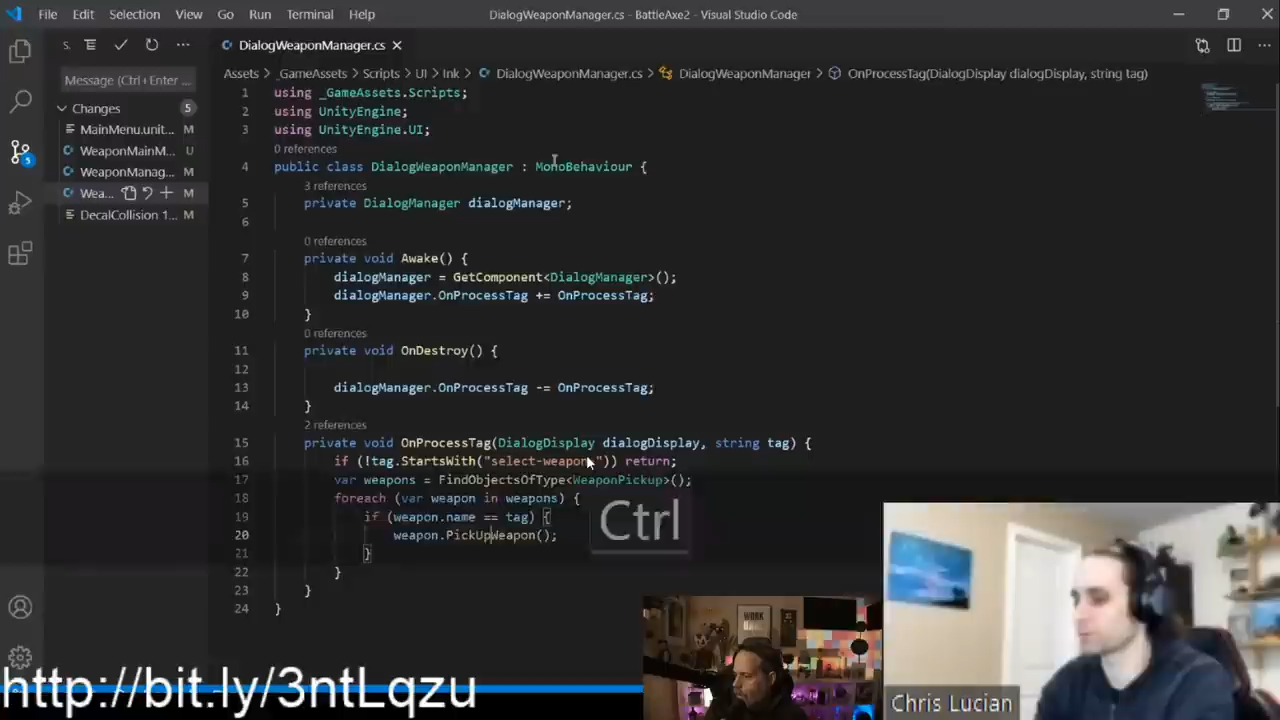 File Edit Selection View Go Run Terminal Help
DialogWeaponManager.cs - BattleAxe2 - Visual Studio Code
S.
DialogWeaponManager.cs
Message (Ctrl+Enter ...
Assets > _GameAssets > Scripts > UI > Ink > DialogWeaponManager.cs > DialogWeaponManager > OnProcessTag(DialogDisplay dialogDisplay, string tag)
Changes 5
MainMenu.unit... M
WeaponMainM... U
WeaponManag... M
Wea... M
DecalCollision 1... M
5
1 using _GameAssets.Scripts;
2 using UnityEngine;
3 using UnityEngine.UI;
0 references
4 public class DialogWeaponManager : MonoBehaviour {
3 references
5 private DialogManager dialogManager;
6
0 references
7 private void Awake() {
8 dialogManager = GetComponent<DialogManager>();
9 dialogManager.OnProcessTag += OnProcessTag;
10 }
0 references
11 private void OnDestroy() {
12
13 dialogManager.OnProcessTag -= OnProcessTag;
14 }
2 references
15 private void OnProcessTag(DialogDisplay dialogDisplay, string tag) {
16 if (!tag.StartsWith("select-weapon")) return;
17 var weapons = FindObjectsOfType<WeaponPickup>();
18 foreach (var weapon in weapons) {
19 if (weapon.name == tag) {
20 weapon.PickUpWeapon();
21 }
22 }
23 }
24 }
Ctrl
WORK
http://bit.ly/3ntLqzu
Chris Lucian